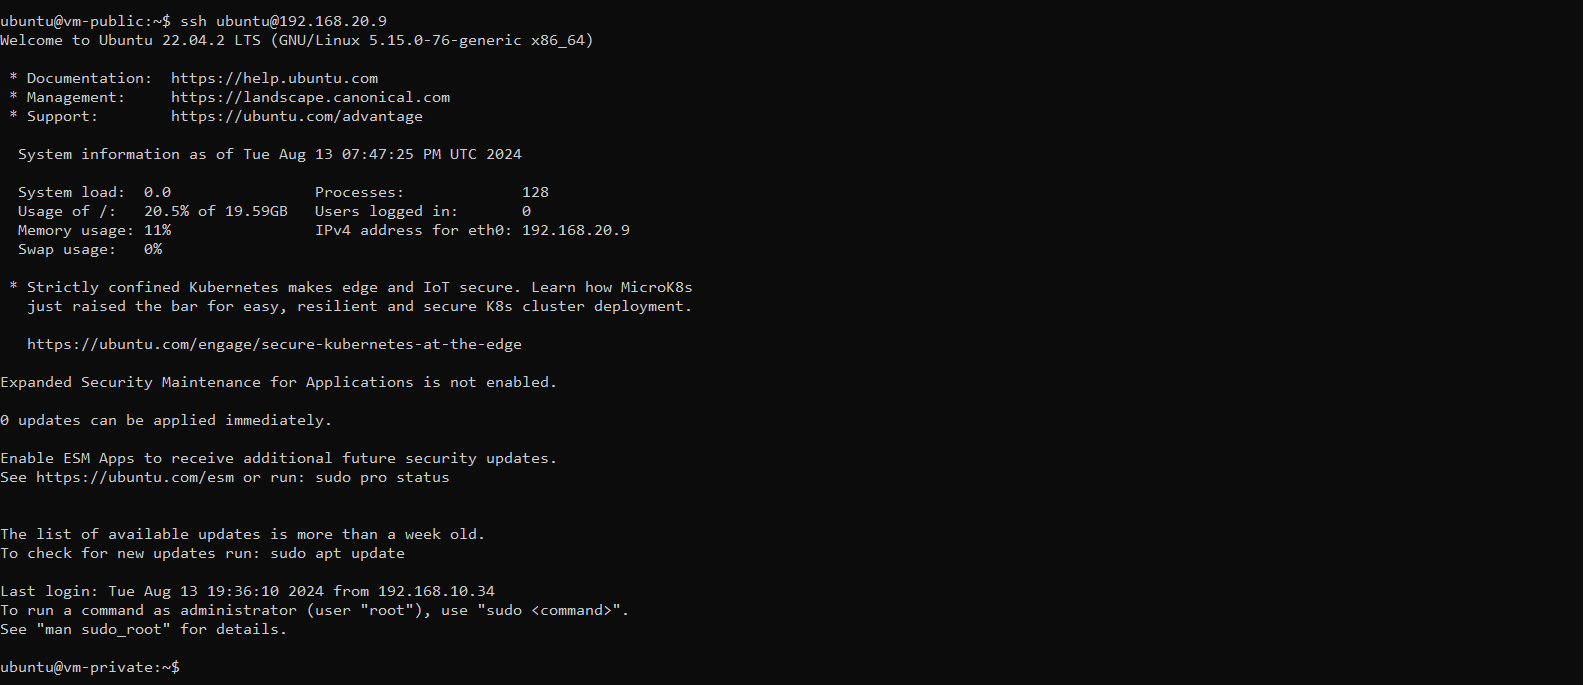 ubuntu@vm-public:~$ ssh ubuntu@192.168.20.9
Welcome to Ubuntu 22.04.2 LTS (GNU/Linux 5.15.0-76-generic x86_64)

 * Documentation:  https://help.ubuntu.com
 * Management:     https://landscape.canonical.com
 * Support:        https://ubuntu.com/advantage

  System information as of Tue Aug 13 07:47:25 PM UTC 2024

  System load:  0.0                Processes:             128
  Usage of /:   20.5% of 19.59GB   Users logged in:       0
  Memory usage: 11%                IPv4 address for eth0: 192.168.20.9
  Swap usage:   0%

 * Strictly confined Kubernetes makes edge and IoT secure. Learn how MicroK8s
   just raised the bar for easy, resilient and secure K8s cluster deployment.

   https://ubuntu.com/engage/secure-kubernetes-at-the-edge

Expanded Security Maintenance for Applications is not enabled.

0 updates can be applied immediately.

Enable ESM Apps to receive additional future security updates.
See https://ubuntu.com/esm or run: sudo pro status


The list of available updates is more than a week old.
To check for new updates run: sudo apt update

Last login: Tue Aug 13 19:36:10 2024 from 192.168.10.34
To run a command as administrator (user "root"), use "sudo <command>".
See "man sudo_root" for details.

ubuntu@vm-private:~$